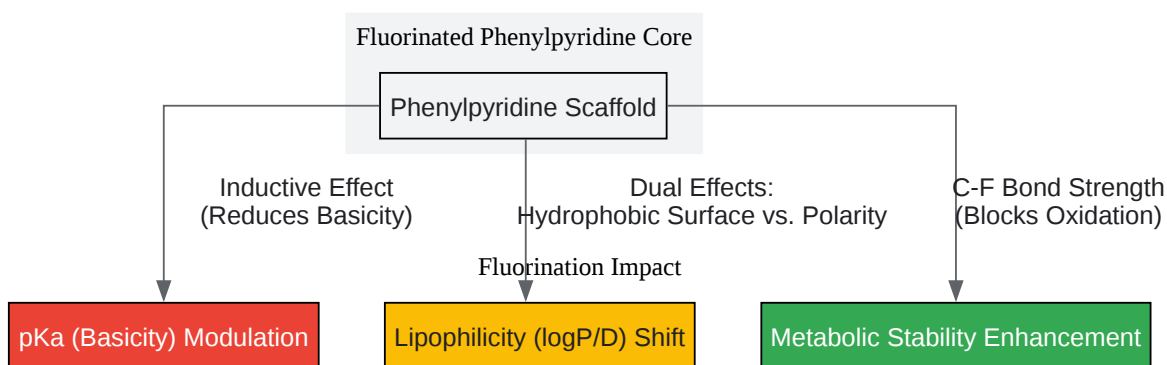 Fluorinated Phenylpyridine Core
Phenylpyridine Scaffold
Inductive Effect
(Reduces Basicity)
Dual Effects:
Hydrophobic Surface vs. Polarity
C-F Bond Strength
(Blocks Oxidation)
Fluorination Impact
pKa (Basicity) Modulation
Lipophilicity (logP/D) Shift
Metabolic Stability Enhancement